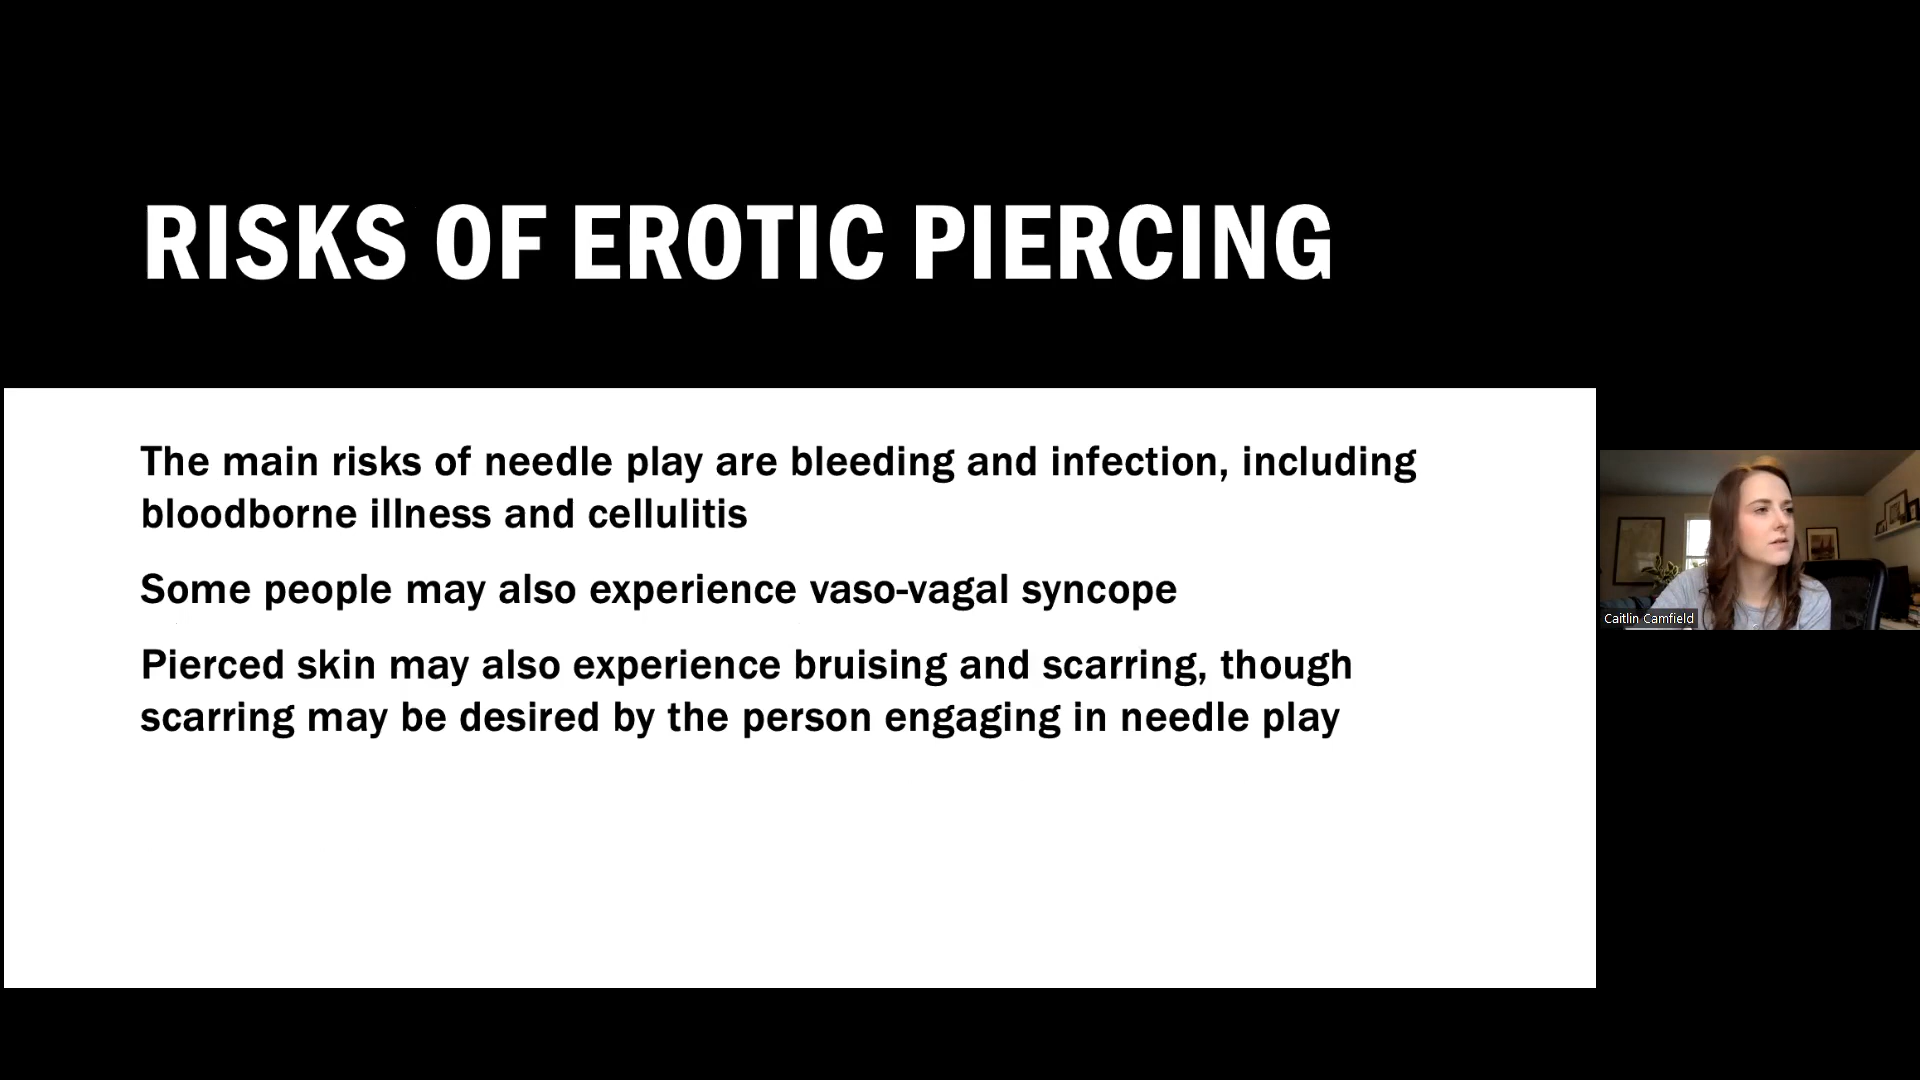 RISKS OF EROTIC PIERCING
The main risks of needle play are bleeding and infection, including
bloodborne illness and cellulitis
Some people may also experience vaso-vagal syncope
Pierced skin may also experience bruising and scarring, though
scarring may be desired by the person engaging in needle play
Caitlin Camfield